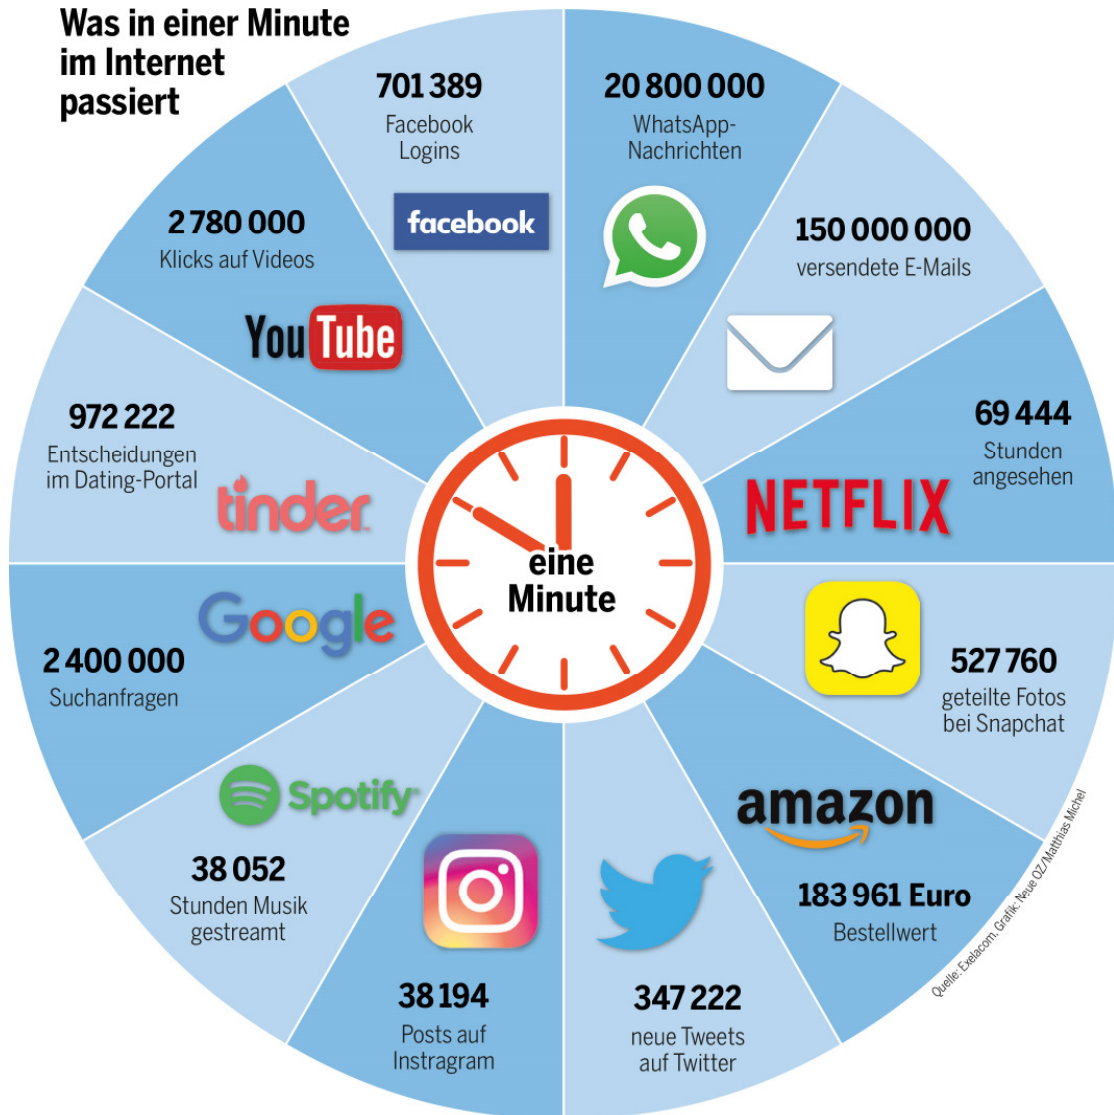 Was in einer Minute
im Internet
passiert
701 389
Facebook
Logins
facebook
20 800 000
WhatsApp-
Nachrichten
150 000 000
versendete E-Mails
69 444
Stunden
angesehen
NETFLIX
527 760
geteilte Fotos
bei Snapchat
amazon
183 961 Euro
Bestellwert
347 222
neue Tweets
auf Twitter
38 194
Posts auf
Instragram
Spotify
38 052
Stunden Musik
gestreamt
Google
2 400 000
Suchanfragen
972 222
Entscheidungen
im Dating-Portal
tinder
2 780 000
Klicks auf Videos
YouTube
eine
Minute
Quelle: Exelacom. Grafik: Neue OZ/Matthias Michel